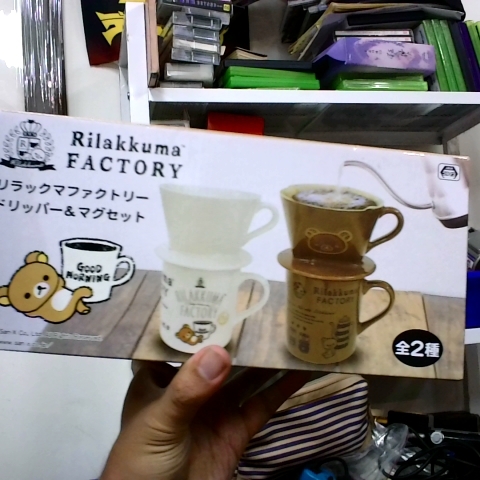 Rilakkuma™
FACTORY
リラックマファクトリー
ドリッパー&マグセット
GOOD
MORNING
RILAKKUMA
FACTORY
Rilakkuma
FACTORY
全2種